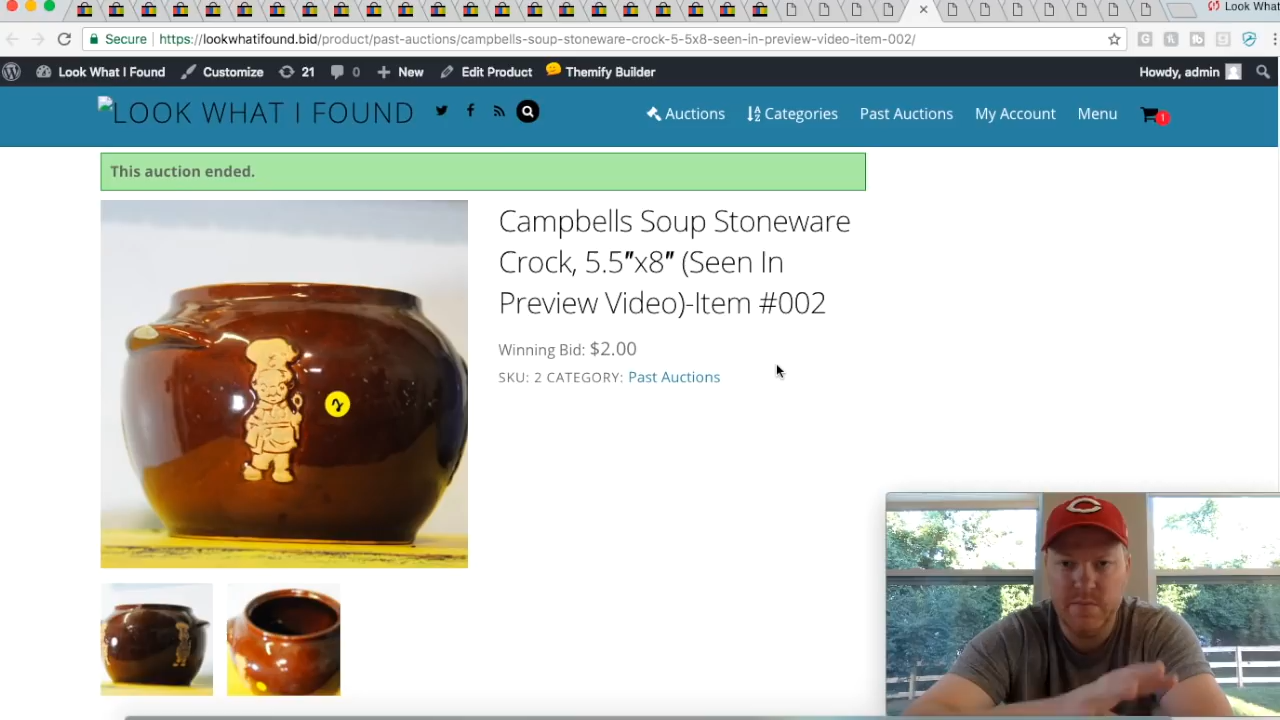 Look What
Secure https://lookwhatifound.bid/product/past-auctions/campbells-soup-stoneware-crock-5-5x8-seen-in-preview-video-item-002/
Look What I Found Customize 21 0 New Edit Product Themify Builder Howdy, admin
LOOK WHAT I FOUND Auctions Categories Past Auctions My Account Menu 1
This auction ended.
Campbells Soup Stoneware
Crock, 5.5″x8″ (Seen In
Preview Video)-Item #002
Winning Bid: $2.00
SKU: 2 CATEGORY: Past Auctions
2